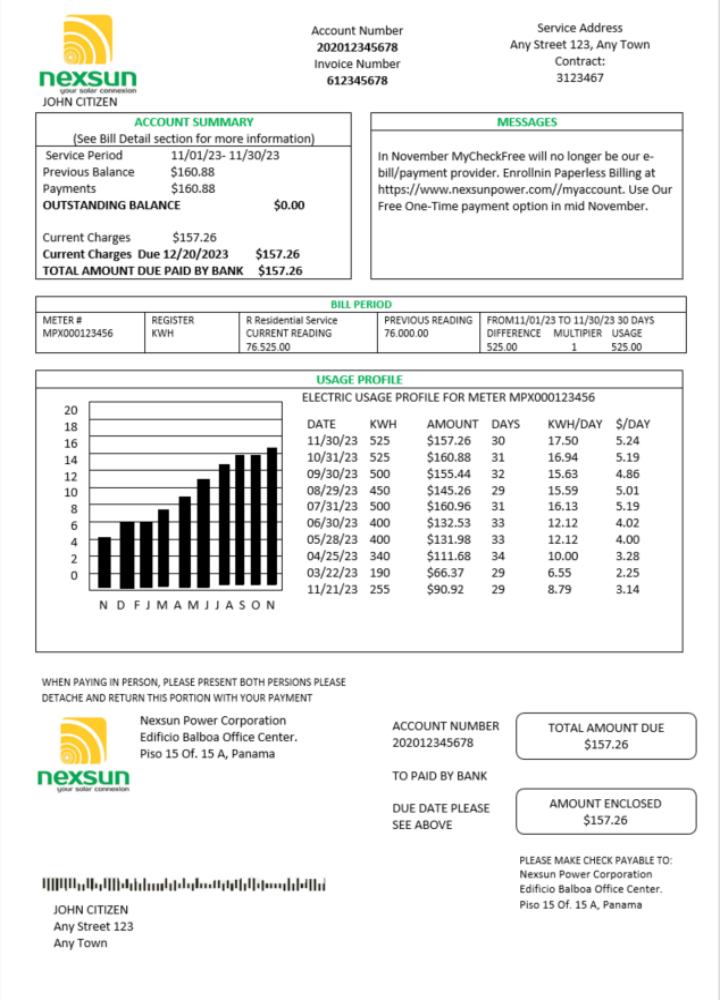 nexsun
your solar connexion
JOHN CITIZEN
Account Number
202012345678
Invoice Number
612345678
Service Address
Any Street 123, Any Town
Contract:
3123467
ACCOUNT SUMMARY
(See Bill Detail section for more information)
Service Period 11/01/23- 11/30/23
Previous Balance $160.88
Payments $160.88
OUTSTANDING BALANCE $0.00
Current Charges $157.26
Current Charges Due 12/20/2023 $157.26
TOTAL AMOUNT DUE PAID BY BANK $157.26
MESSAGES
In November MyCheckFree will no longer be our e-
bill/payment provider. Enrollnin Paperless Billing at
https://www.nexsunpower.com//myaccount. Use Our
Free One-Time payment option in mid November.
BILL PERIOD
METER # REGISTER R Residential Service PREVIOUS READING FROM11/01/23 TO 11/30/23 30 DAYS
MPX000123456 KWH CURRENT READING 76.000.00 DIFFERENCE MULTIPIER USAGE
76.525.00 525.00 1 525.00
USAGE PROFILE
ELECTRIC USAGE PROFILE FOR METER MPX000123456
20
18
16
14
12
10
8
6
4
2
0
N D F J M A M J J A S O N
DATE KWH AMOUNT DAYS KWH/DAY $/DAY
11/30/23 525 $157.26 30 17.50 5.24
10/31/23 525 $160.88 31 16.94 5.19
09/30/23 500 $155.44 32 15.63 4.86
08/29/23 450 $145.26 29 15.59 5.01
07/31/23 500 $160.96 31 16.13 5.19
06/30/23 400 $132.53 33 12.12 4.02
05/28/23 400 $131.98 33 12.12 4.00
04/25/23 340 $111.68 34 10.00 3.28
03/22/23 190 $66.37 29 6.55 2.25
11/21/23 255 $90.92 29 8.79 3.14
WHEN PAYING IN PERSON, PLEASE PRESENT BOTH PERSIONS PLEASE
DETACHE AND RETURN THIS PORTION WITH YOUR PAYMENT
nexsun
your solar connexion
Nexsun Power Corporation
Edificio Balboa Office Center.
Piso 15 Of. 15 A, Panama
ACCOUNT NUMBER
202012345678
TO PAID BY BANK
DUE DATE PLEASE
SEE ABOVE
TOTAL AMOUNT DUE
$157.26
AMOUNT ENCLOSED
$157.26
PLEASE MAKE CHECK PAYABLE TO:
Nexsun Power Corporation
Edificio Balboa Office Center.
Piso 15 Of. 15 A, Panama
JOHN CITIZEN
Any Street 123
Any Town